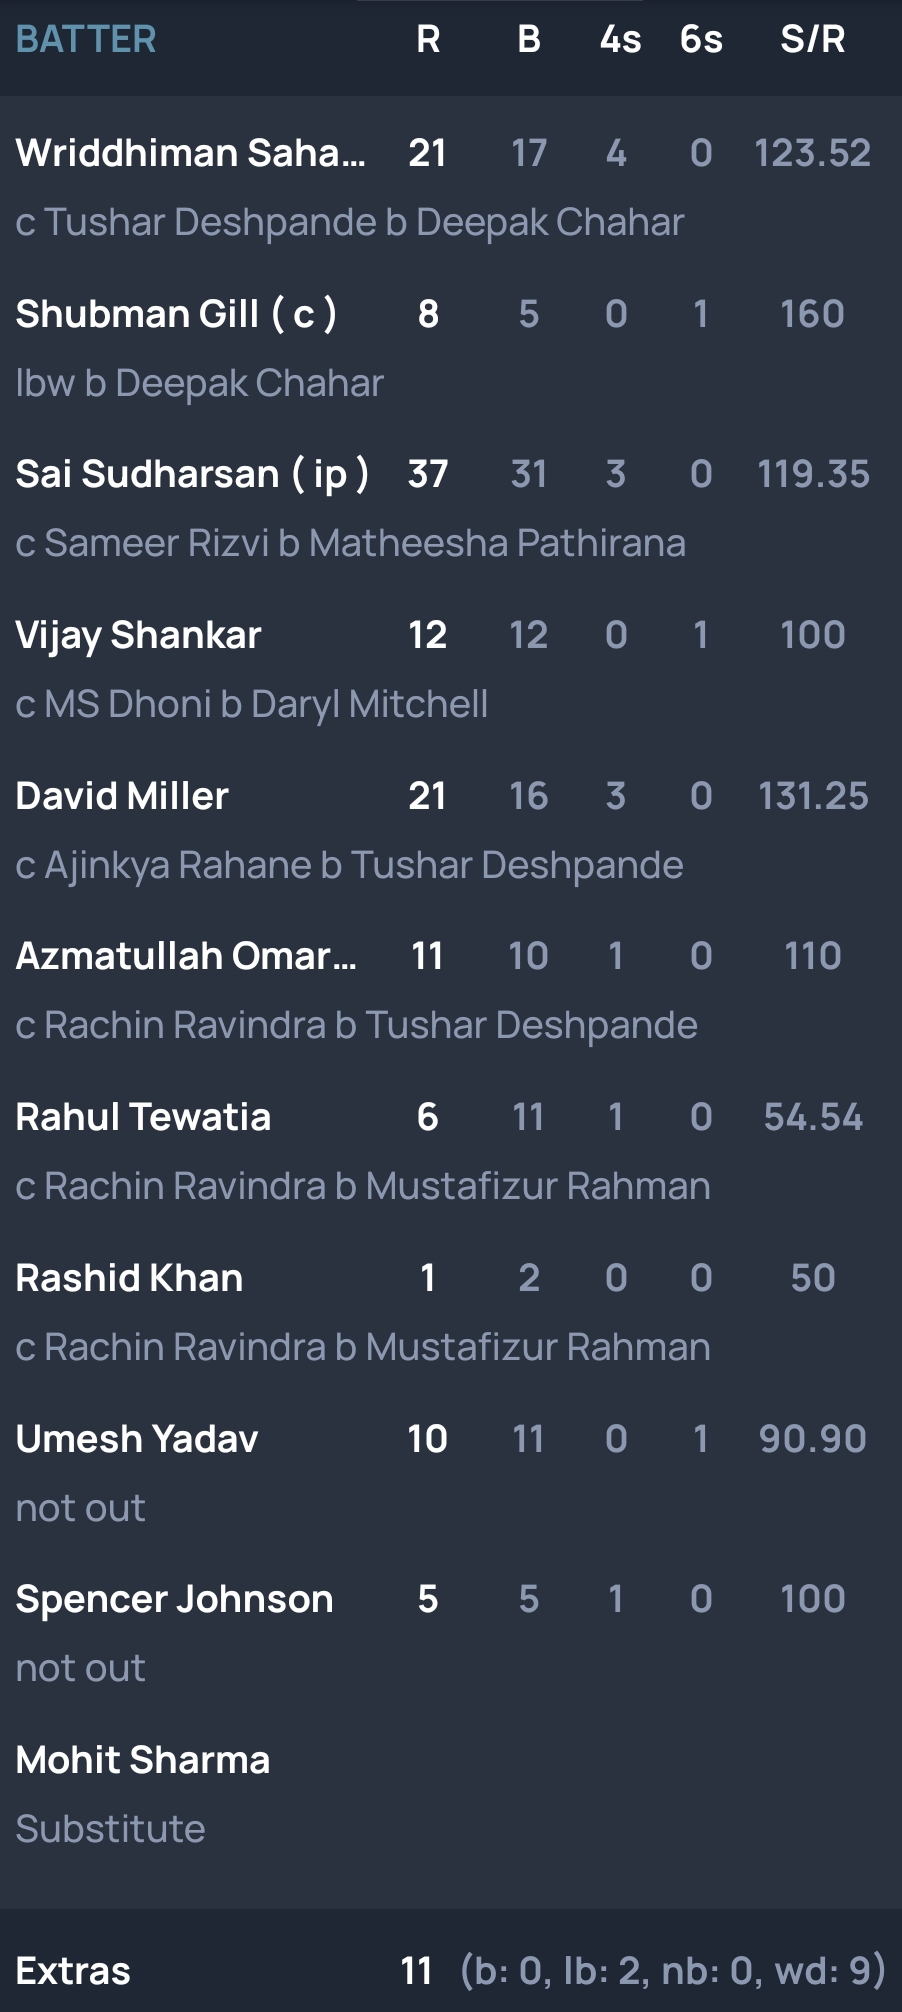 BATTER R B 4s 6s S/R
Wriddhiman Saha... 21 17 4 0 123.52
c Tushar Deshpande b Deepak Chahar
Shubman Gill ( c ) 8 5 0 1 160
lbw b Deepak Chahar
Sai Sudharsan ( ip ) 37 31 3 0 119.35
c Sameer Rizvi b Matheesha Pathirana
Vijay Shankar 12 12 0 1 100
c MS Dhoni b Daryl Mitchell
David Miller 21 16 3 0 131.25
c Ajinkya Rahane b Tushar Deshpande
Azmatullah Omar... 11 10 1 0 110
c Rachin Ravindra b Tushar Deshpande
Rahul Tewatia 6 11 1 0 54.54
c Rachin Ravindra b Mustafizur Rahman
Rashid Khan 1 2 0 0 50
c Rachin Ravindra b Mustafizur Rahman
Umesh Yadav 10 11 0 1 90.90
not out
Spencer Johnson 5 5 1 0 100
not out
Mohit Sharma
Substitute
Extras 11 (b: 0, lb: 2, nb: 0, wd: 9)